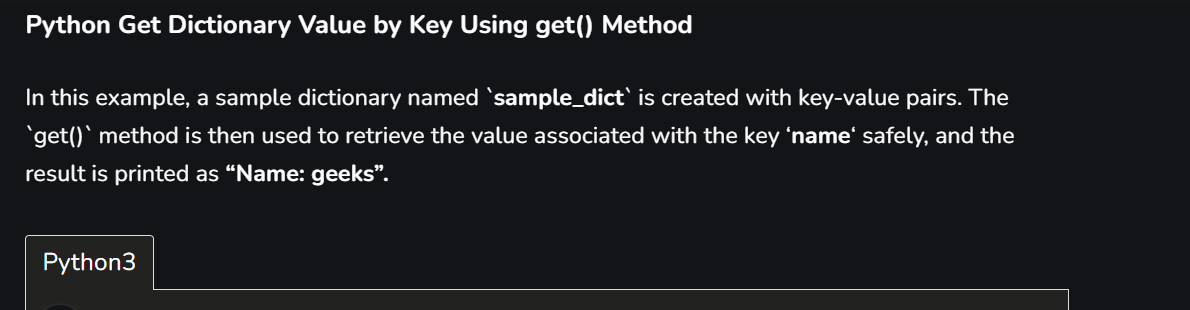 Python Get Dictionary Value by Key Using get() Method
In this example, a sample dictionary named `sample_dict` is created with key-value pairs. The
`get()` method is then used to retrieve the value associated with the key ‘name‘ safely, and the
result is printed as “Name: geeks”.
Python3